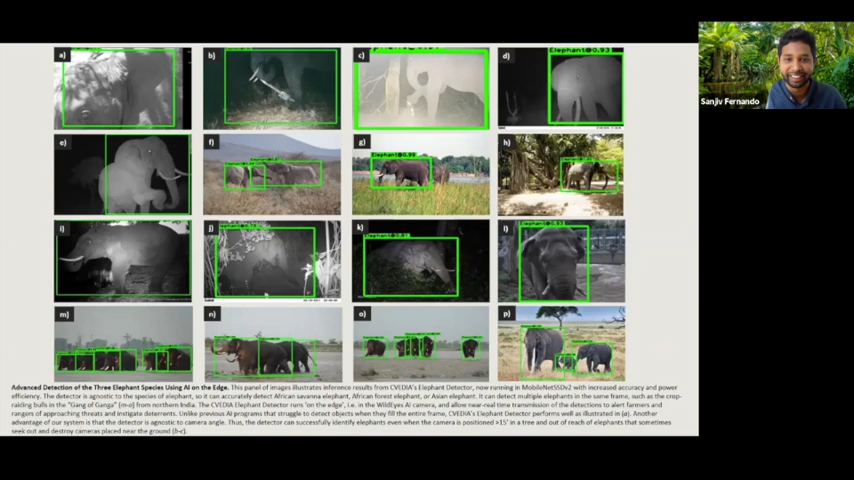 a)
b)
c)
Elephant@0.97
d)
Elephant@0.93
Sanjiv Fernando
e)
f)
g)
Elephant@0.99
h)
i)
j)
k)
l)
m)
n)
o)
p)
Advanced Detection of the Three Elephant Species Using AI on the Edge. This panel of images illustrates inference results from CVEDIA's Elephant Detector, now running in MobileNetSSDv2 with increased accuracy and power
efficiency. The detector is agnostic to the species of elephant, so it can accurately detect African savanna elephant, African forest elephant, or Asian elephant. It can detect multiple elephants in the same frame, such as the crop-
raiding bulls in the "Gang of Ganga" (m-o) from northern India. The CVEDIA Elephant Detector runs 'on the edge', i.e. in the WildEyes AI camera, and allow near-real time transmission of the detections to alert farmers and
rangers of approaching threats and instigate deterrents. Unlike previous AI programs that struggle to detect objects when they fill the entire frame, CVEDIA's Elephant Detector performs well as illustrated in (a). Another
advantage of our system is that the detector is agnostic to camera angle. Thus, the detector can successfully identify elephants even when the camera is positioned >15' in a tree and out of reach of elephants that sometimes
seek out and destroy cameras placed near the ground (b-c).